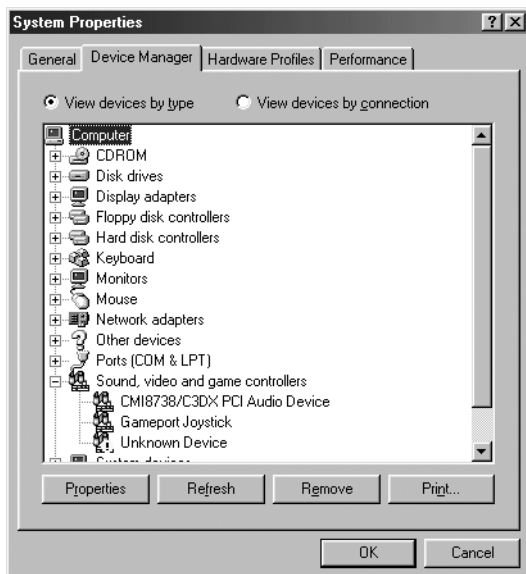 System Properties
General Device Manager Hardware Profiles Performance
View devices by type View devices by connection
Computer
CDROM
Disk drives
Display adapters
Floppy disk controllers
Hard disk controllers
Keyboard
Monitors
Mouse
Network adapters
Other devices
Ports (COM & LPT)
Sound, video and game controllers
CMI8738/C3DX PCI Audio Device
Gameport Joystick
Unknown Device
System devices
Properties Refresh Remove Print...
OK Cancel